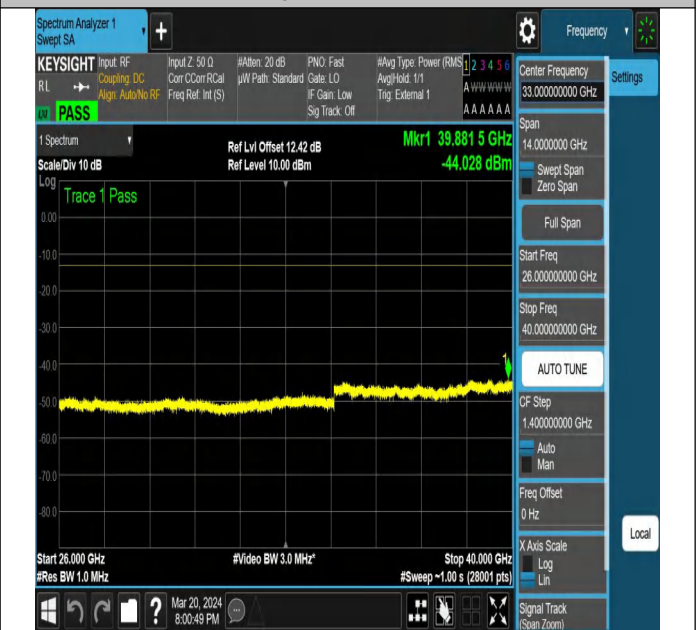 Spectrum Analyzer 1
Swept SA
+
Frequency
KEYSIGHT
RL
PASS
Input: RF
Coupling: DC
Align: Auto/No RF
Input Z: 50 Ω
Corr CCorr RCal
Freq Ref: Int (S)
#Atten: 20 dB
µW Path: Standard
PNO: Fast
Gate: LO
IF Gain: Low
Sig Track: Off
#Avg Type: Power (RMS
Avg|Hold: 1/1
Trig: External 1
1 2 3 4 5 6
A W W W W W
A A A A A A
1 Spectrum
Scale/Div 10 dB
Ref Lvl Offset 12.42 dB
Ref Level 10.00 dBm
Mkr1 39.881 5 GHz
-44.028 dBm
Log
Trace 1 Pass
0.00
-10.0
-20.0
-30.0
-40.0
-50.0
-60.0
-70.0
-80.0
1
Start 26.000 GHz
#Res BW 1.0 MHz
#Video BW 3.0 MHz*
Stop 40.000 GHz
#Sweep ~1.00 s (28001 pts)
Center Frequency
33.000000000 GHz
Settings
Span
14.0000000 GHz
Swept Span
Zero Span
Full Span
Start Freq
26.000000000 GHz
Stop Freq
40.000000000 GHz
AUTO TUNE
CF Step
1.400000000 GHz
Auto
Man
Freq Offset
0 Hz
X Axis Scale
Log
Lin
Local
Signal Track
(Span Zoom)
?
Mar 20, 2024
8:00:49 PM